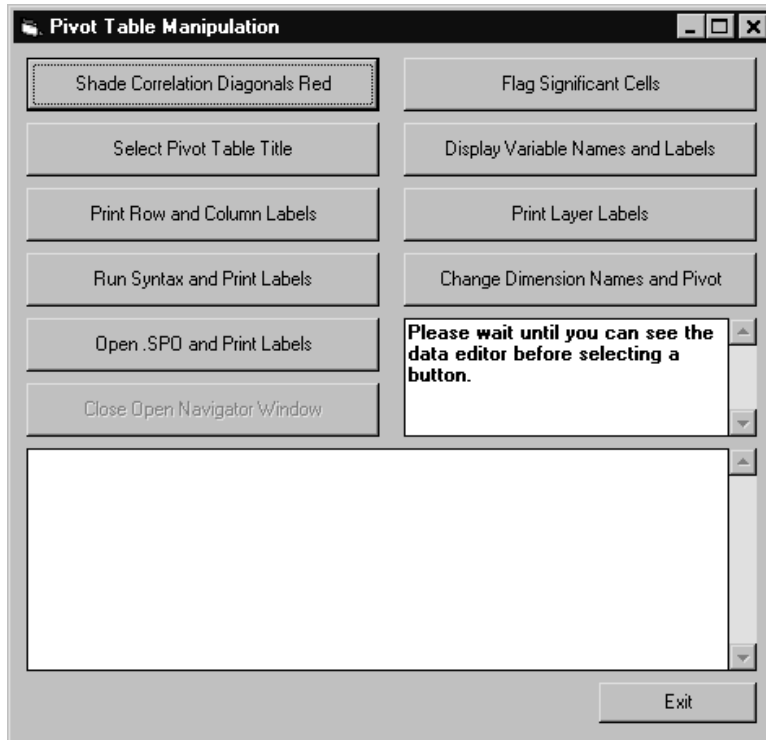 Pivot Table Manipulation
Shade Correlation Diagonals Red
Flag Significant Cells
Select Pivot Table Title
Display Variable Names and Labels
Print Row and Column Labels
Print Layer Labels
Run Syntax and Print Labels
Change Dimension Names and Pivot
Open .SPO and Print Labels
Please wait until you can see the
data editor before selecting a
button.
Close Open Navigator Window
Exit